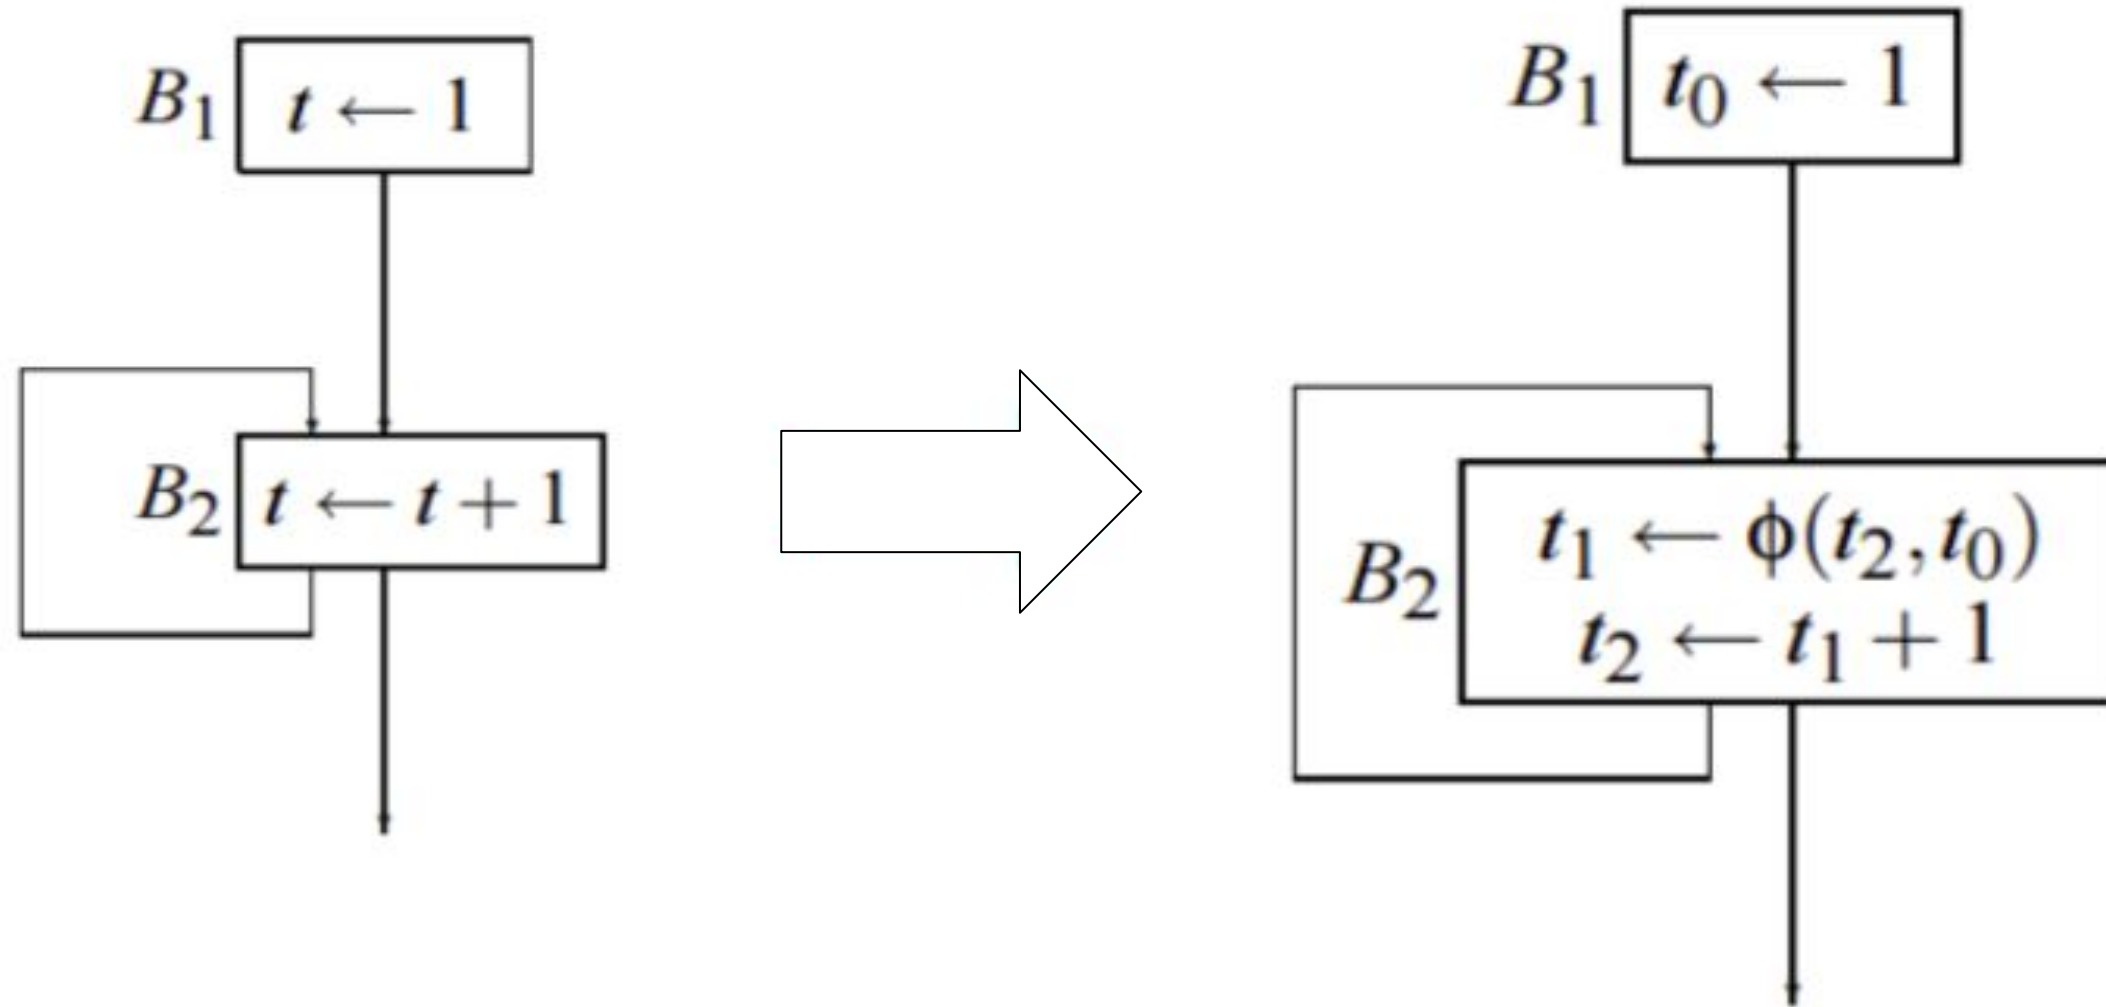 B₁ t ← 1
B₂ t ← t + 1
B₁ t₀ ← 1
B₂ t₁ ← ϕ(t₂, t₀)
t₂ ← t₁ + 1